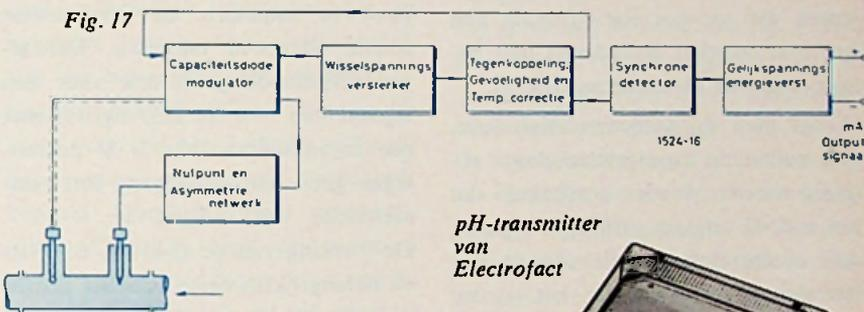 Fig. 17
Capaciteitsdiode
modulator
Wisselspannings
versterker
Tegenkoppeling,
Gevoeligheid en
Temp. correctie
Synchrone
detector
Gelijkspannings
energieverst.
1524-16
mA
Output
signaal
Nulpunt en
Asymmetrie
netwerk
pH-transmitter
van
Electrofact